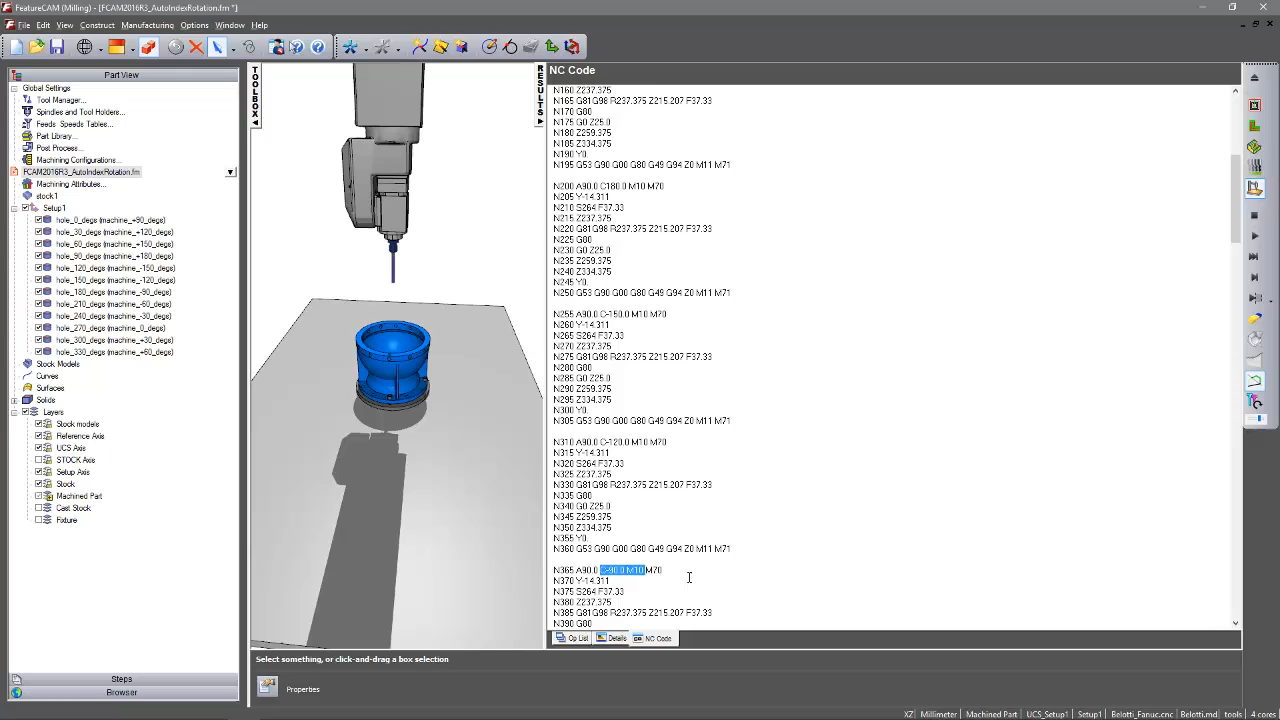 FeatureCAM (Milling) - [FCAM2016R3_AutoIndexRotation.fm *]
File Edit View Construct Manufacturing Options Window Help
Part View
Global Settings
Tool Manager...
Spindles and Tool Holders...
Feeds Speeds Tables...
Part Library...
Post Process...
Machining Configurations...
FCAM2016R3_AutoIndexRotation.fm
Machining Attributes...
stock1
Setup1
hole_0_degs (machine_+90_degs)
hole_30_degs (machine_+120_degs)
hole_60_degs (machine_+150_degs)
hole_90_degs (machine_+180_degs)
hole_120_degs (machine_-150_degs)
hole_150_degs (machine_-120_degs)
hole_180_degs (machine_-90_degs)
hole_210_degs (machine_-60_degs)
hole_240_degs (machine_-30_degs)
hole_270_degs (machine_0_degs)
hole_300_degs (machine_+30_degs)
hole_330_degs (machine_+60_degs)
Stock Models
Curves
Surfaces
Solids
Layers
Stock models
Reference Axis
UCS Axis
STOCK Axis
Setup Axis
Stock
Machined Part
Cast Stock
Fixture
Steps
Browser
TOOLBOX
RESULTS
NC Code
N160 Z237.375
N165 G81G98 R237.375 Z215.207 F37.33
N170 G80
N175 G0 Z25.0
N180 Z259.375
N185 Z334.375
N190 Y0.
N195 G53 G90 G00 G80 G49 G94 Z0 M11 M71
N200 A90.0 C180.0 M10 M70
N205 Y-14.311
N210 S264 F37.33
N215 Z237.375
N220 G81G98 R237.375 Z215.207 F37.33
N225 G80
N230 G0 Z25.0
N235 Z259.375
N240 Z334.375
N245 Y0.
N250 G53 G90 G00 G80 G49 G94 Z0 M11 M71
N255 A90.0 C-150.0 M10 M70
N260 Y-14.311
N265 S264 F37.33
N270 Z237.375
N275 G81G98 R237.375 Z215.207 F37.33
N280 G80
N285 G0 Z25.0
N290 Z259.375
N295 Z334.375
N300 Y0.
N305 G53 G90 G00 G80 G49 G94 Z0 M11 M71
N310 A90.0 C-120.0 M10 M70
N315 Y-14.311
N320 S264 F37.33
N325 Z237.375
N330 G81G98 R237.375 Z215.207 F37.33
N335 G80
N340 G0 Z25.0
N345 Z259.375
N350 Z334.375
N355 Y0.
N360 G53 G90 G00 G80 G49 G94 Z0 M11 M71
N365 A90.0 C-90.0 M10 M70
N370 Y-14.311
N375 S264 F37.33
N380 Z237.375
N385 G81G98 R237.375 Z215.207 F37.33
N390 G80
Op List Details NC Code
Select something, or click-and-drag a box selection
Properties
XZ Millimeter Machined Part UCS_Setup1 Setup1 Belotti_Fanuc.cnc Belotti.md tools 4 cores